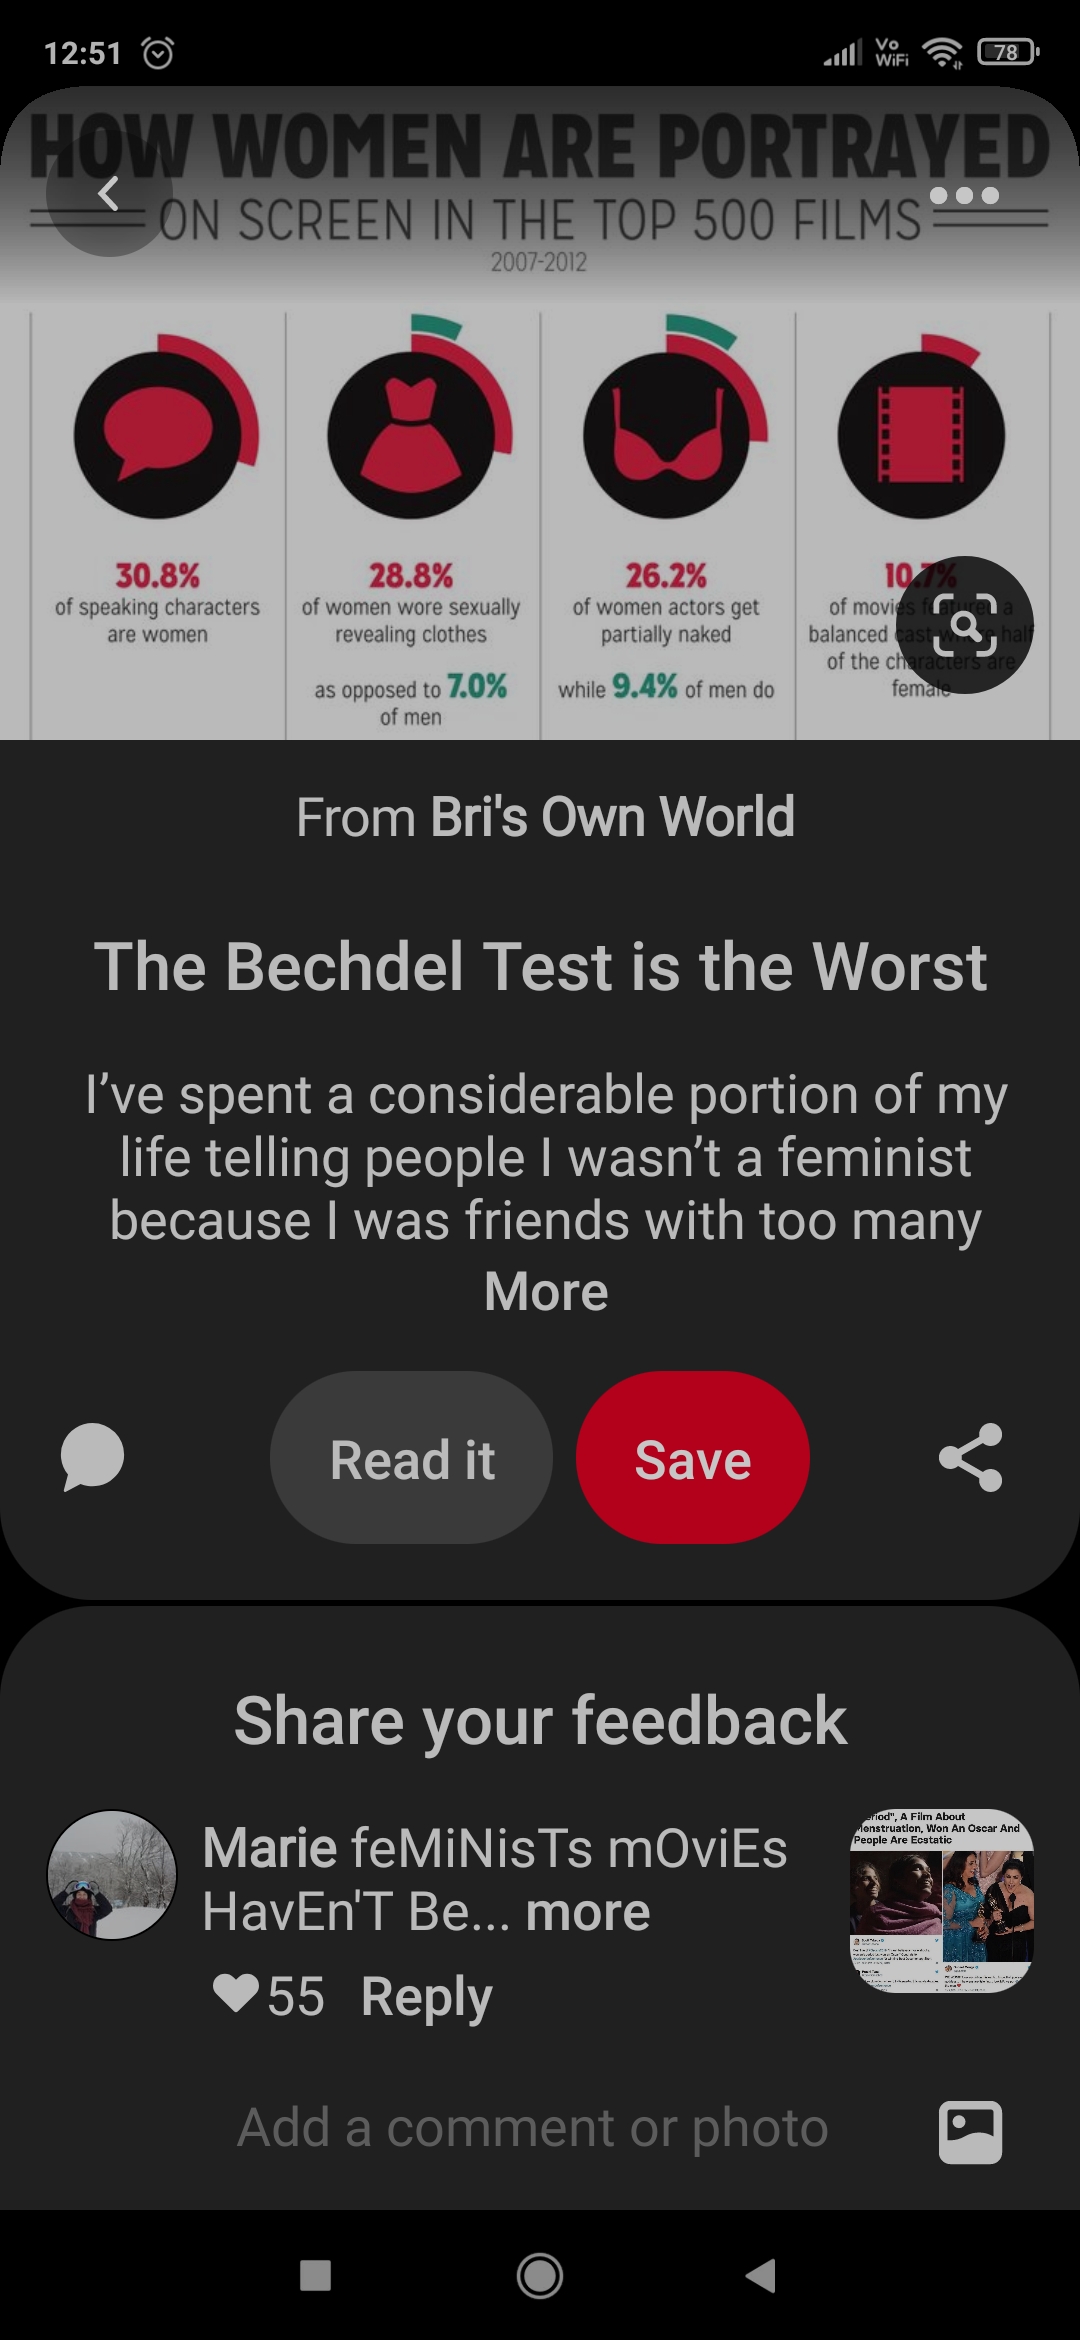 12:51
Vo
WiFi
78
HOW WOMEN ARE PORTRAYED
ON SCREEN IN THE TOP 500 FILMS
2007-2012
30.8%
of speaking characters
are women
28.8%
of women wore sexually
revealing clothes
as opposed to 7.0%
of men
26.2%
of women actors get
partially naked
while 9.4% of men do
10.7%
of movies featured a
balanced cast where half
of the characters are
female
From Bri's Own World
The Bechdel Test is the Worst
I’ve spent a considerable portion of my
life telling people I wasn’t a feminist
because I was friends with too many
More
Read it
Save
Share your feedback
Marie feMiNisTs mOviEs
HavEn'T Be... more
55 Reply
riod", A Film About
Menstruation, Won An Oscar And
People Are Ecstatic
Add a comment or photo